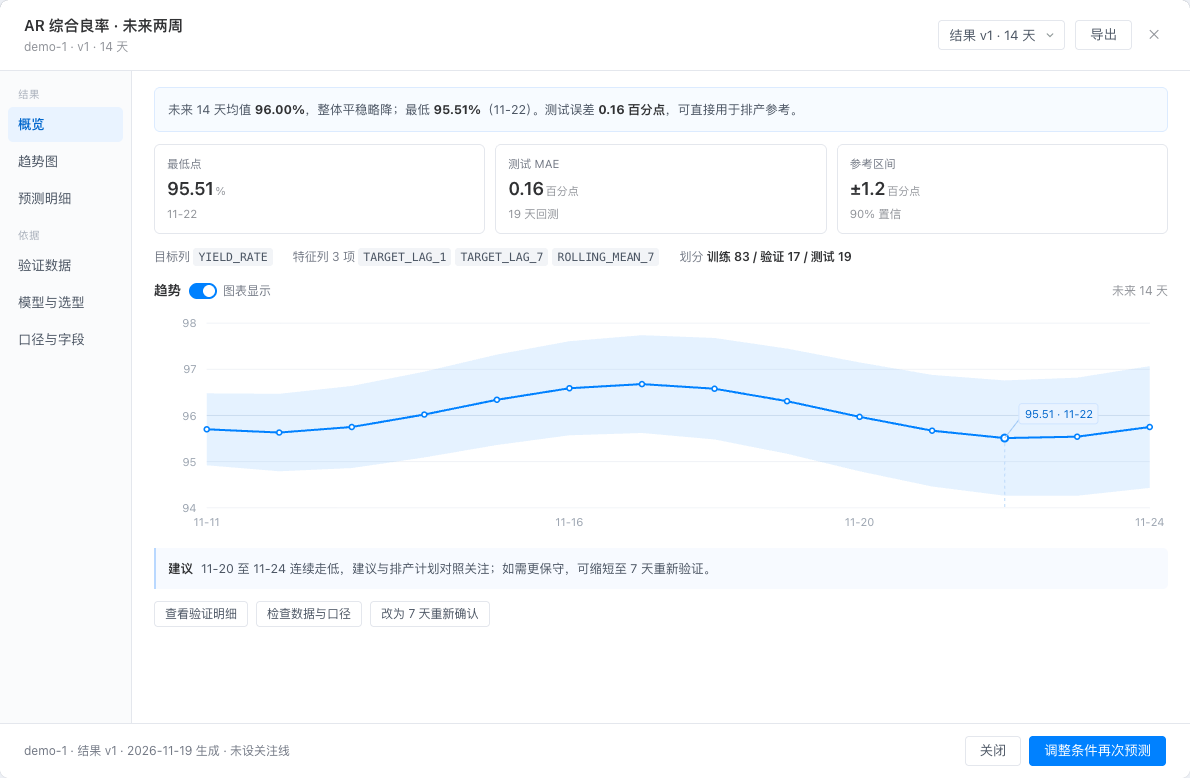 AR 综合良率 · 未来两周
demo-1 · v1 · 14 天
结果 v1 · 14 天
导出
结果
概览
趋势图
预测明细
依据
验证数据
模型与选型
口径与字段
未来 14 天均值 96.00%，整体平稳略降；最低 95.51%（11-22）。测试误差 0.16 百分点，可直接用于排产参考。
最低点
95.51 %
11-22
测试 MAE
0.16 百分点
19 天回测
参考区间
±1.2 百分点
90% 置信
目标列 YIELD_RATE 特征列 3 项 TARGET_LAG_1 TARGET_LAG_7 ROLLING_MEAN_7 划分 训练 83 / 验证 17 / 测试 19
趋势 图表显示 未来 14 天
98
97
96
95
94
95.51 · 11-22
11-11 11-16 11-20 11-24
建议 11-20 至 11-24 连续走低，建议与排产计划对照关注；如需更保守，可缩短至 7 天重新验证。
查看验证明细 检查数据与口径 改为 7 天重新确认
demo-1 · 结果 v1 · 2026-11-19 生成 · 未设关注线
关闭 调整条件再次预测